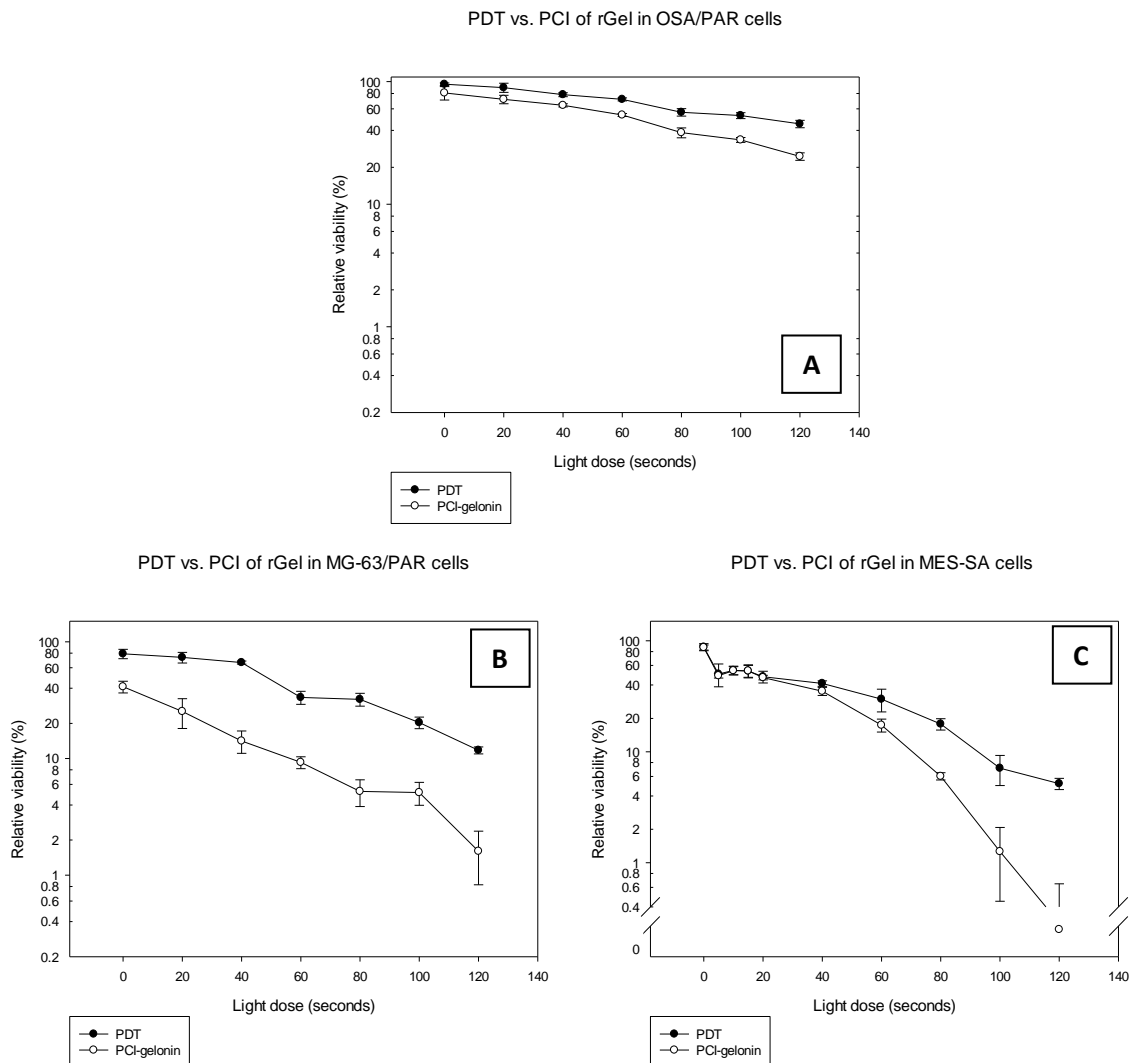 PDT vs. PCI of rGel in OSA/PAR cells
100
80
60
40
20
10
8
6
4
2
1
0.8
0.6
0.4
0.2
Relative viability (%)
A
0 20 40 60 80 100 120 140
Light dose (seconds)
PDT
PCI-gelonin
PDT vs. PCI of rGel in MG-63/PAR cells
100
80
60
40
20
10
8
6
4
2
1
0.8
0.6
0.4
0.2
Relative viability (%)
B
0 20 40 60 80 100 120 140
Light dose (seconds)
PDT
PCI-gelonin
PDT vs. PCI of rGel in MES-SA cells
100
80
60
40
20
10
8
6
4
2
1
0.8
0.6
0.4
0
Relative viability (%)
C
0 20 40 60 80 100 120 140
Light dose (seconds)
PDT
PCI-gelonin